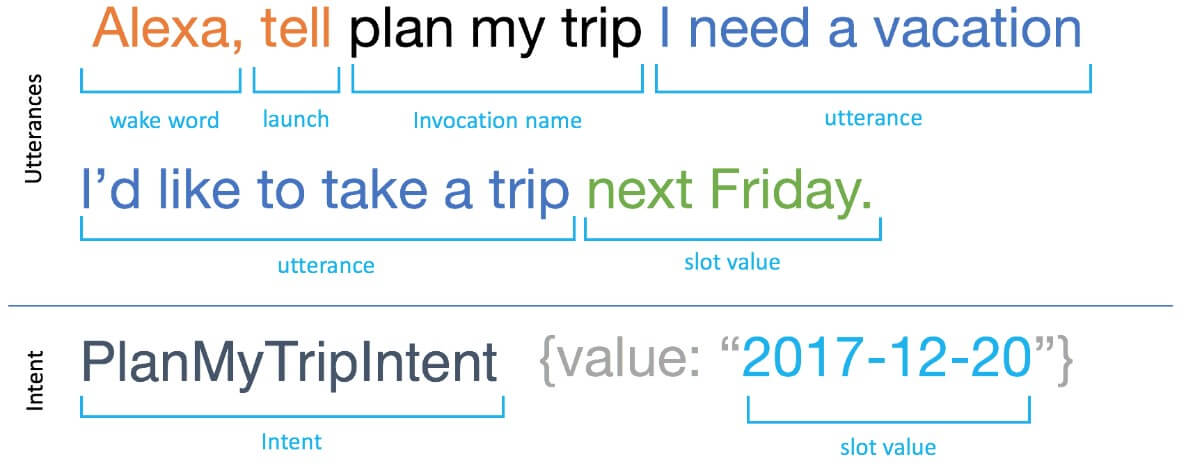 Alexa, tell plan my trip I need a vacation
wake word launch Invocation name utterance
Utterances
I’d like to take a trip next Friday.
utterance slot value
Intent
PlanMyTripIntent {value: “2017-12-20”}
Intent slot value